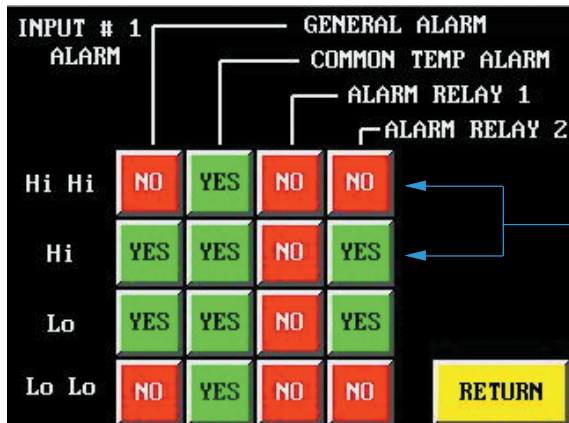 INPUT # 1 GENERAL ALARM
ALARM COMMON TEMP ALARM
ALARM RELAY 1
ALARM RELAY 2
Hi Hi NO YES NO NO
Hi YES YES NO YES
Lo YES YES NO YES
Lo Lo NO YES NO NO
RETURN